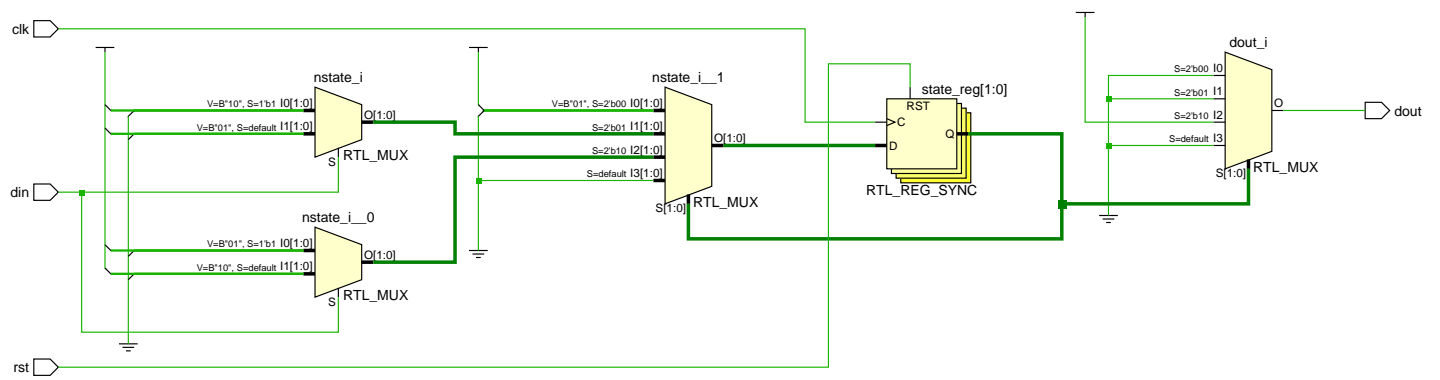 clk
din
rst
nstate_i
V=B"10", S=1'b1 I0[1:0]
V=B"01", S=default I1[1:0]
O[1:0]
S
RTL_MUX
nstate_i__0
V=B"01", S=1'b1 I0[1:0]
V=B"10", S=default I1[1:0]
O[1:0]
S
RTL_MUX
nstate_i__1
V=B"01", S=2'b00 I0[1:0]
S=2'b01 I1[1:0]
S=2'b10 I2[1:0]
S=default I3[1:0]
O[1:0]
S[1:0]
RTL_MUX
state_reg[1:0]
RST
C
D
Q
RTL_REG_SYNC
dout_i
S=2'b00 I0
S=2'b01 I1
S=2'b10 I2
S=default I3
O
S[1:0]
RTL_MUX
dout